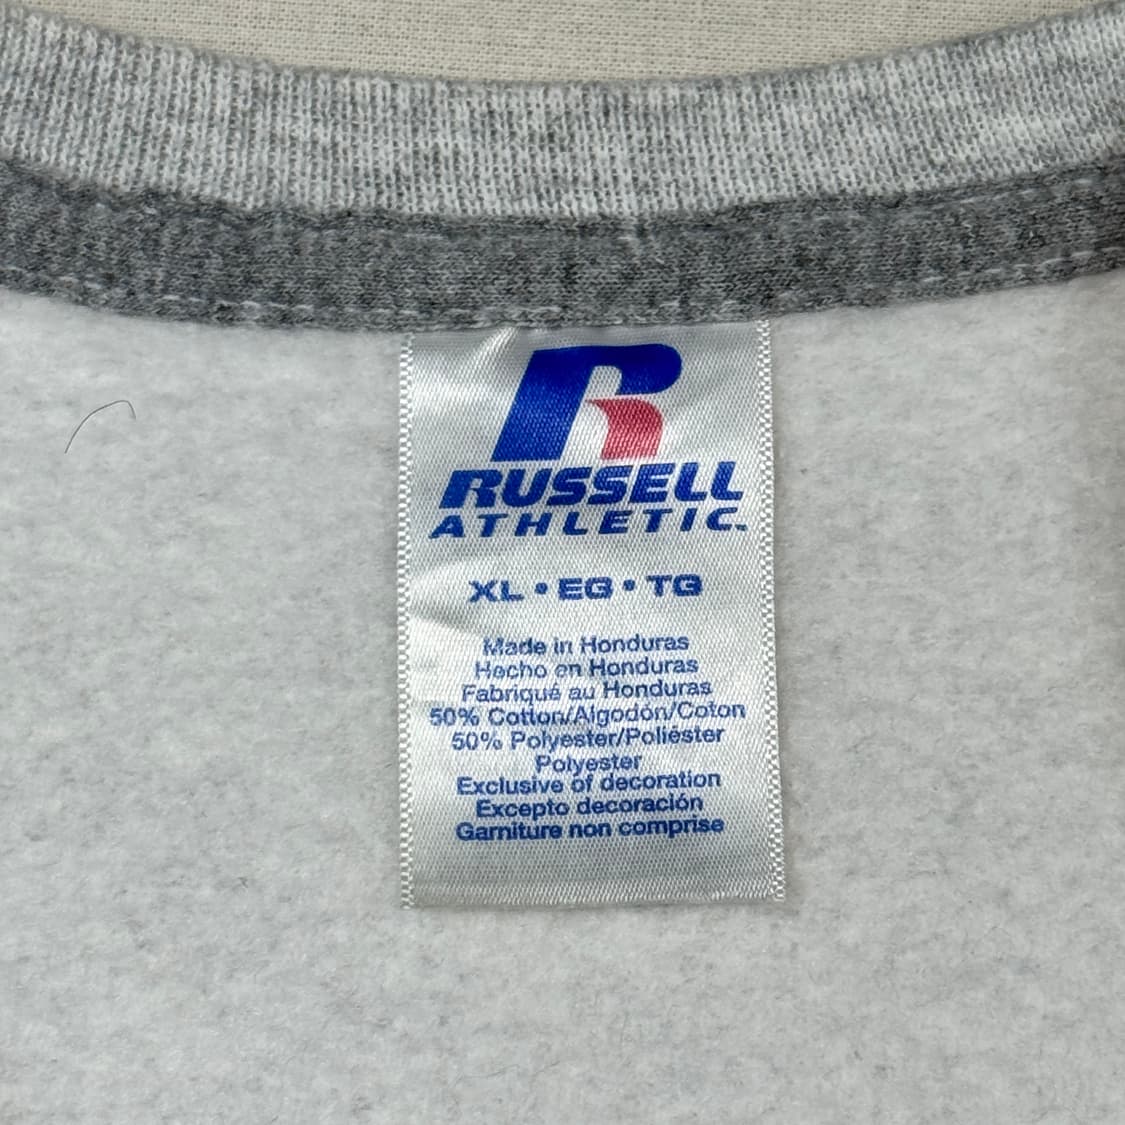 R
RUSSELL
ATHLETIC™
XL • EG • TG
Made in Honduras
Hecho en Honduras
Fabriqué au Honduras
50% Cotton/Algodón/Coton
50% Polyester/Poliéster
Polyester
Exclusive of decoration
Excepto decoración
Garniture non comprise